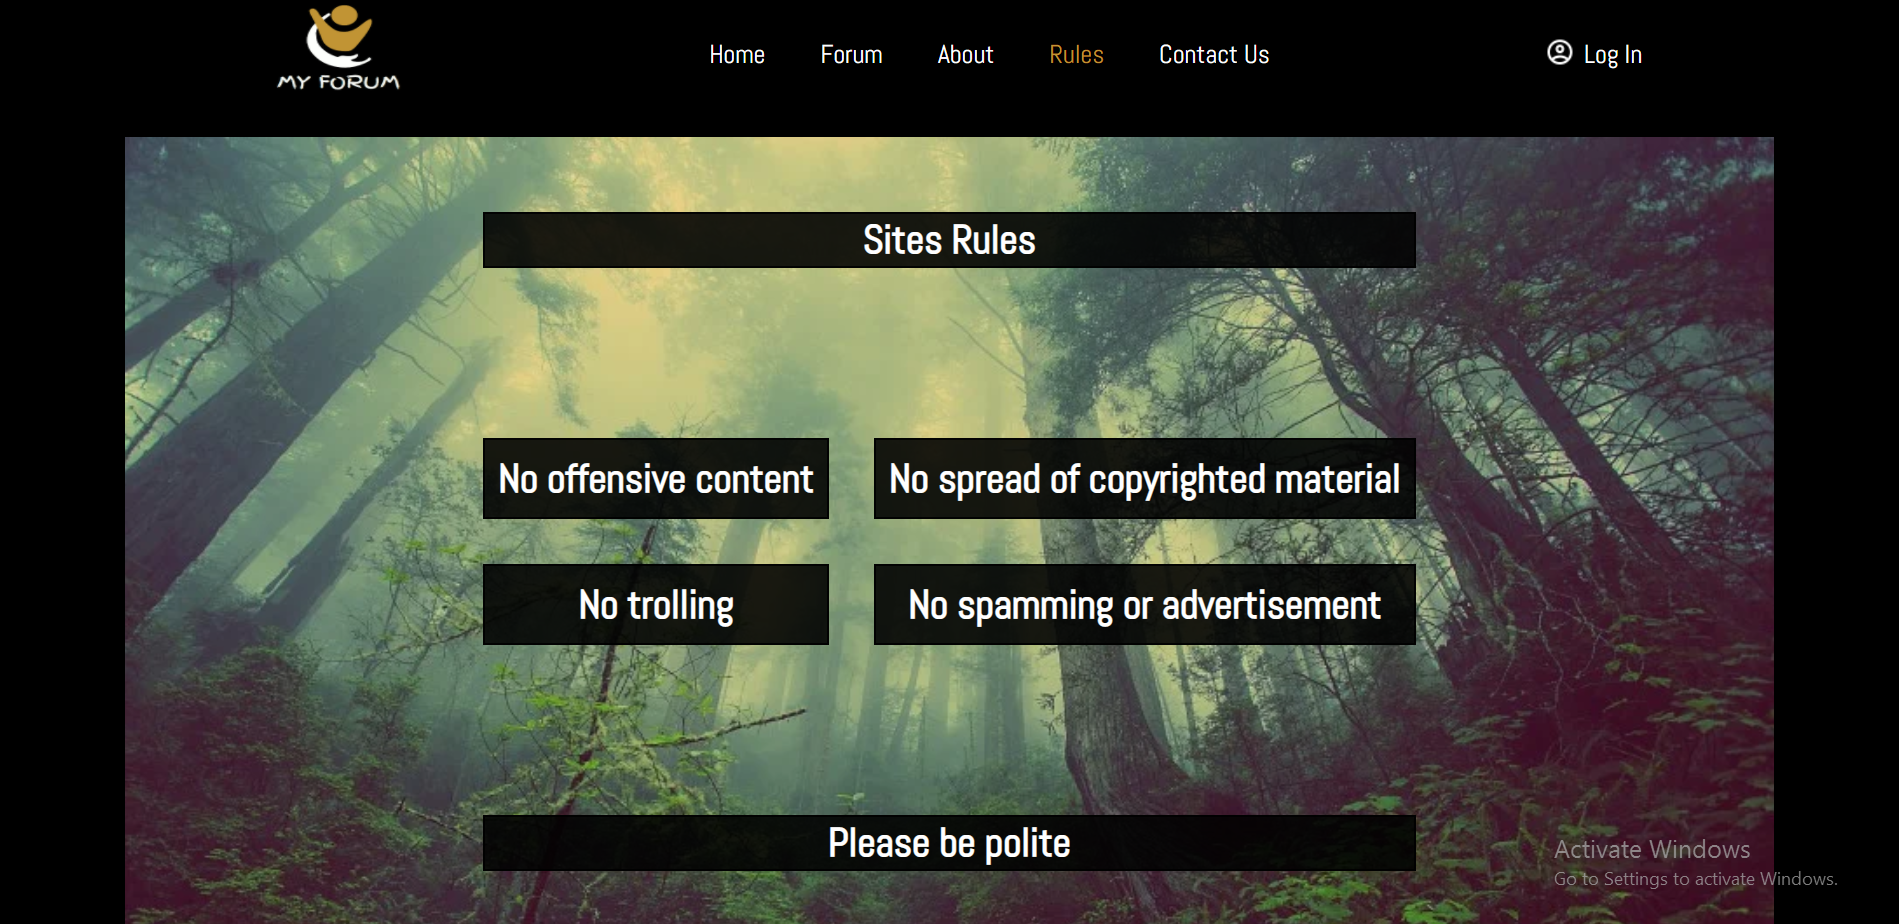 MY FORUM
Home
Forum
About
Rules
Contact Us
Log In
Sites Rules
No offensive content
No spread of copyrighted material
No trolling
No spamming or advertisement
Please be polite
Activate Windows
Go to Settings to activate Windows.